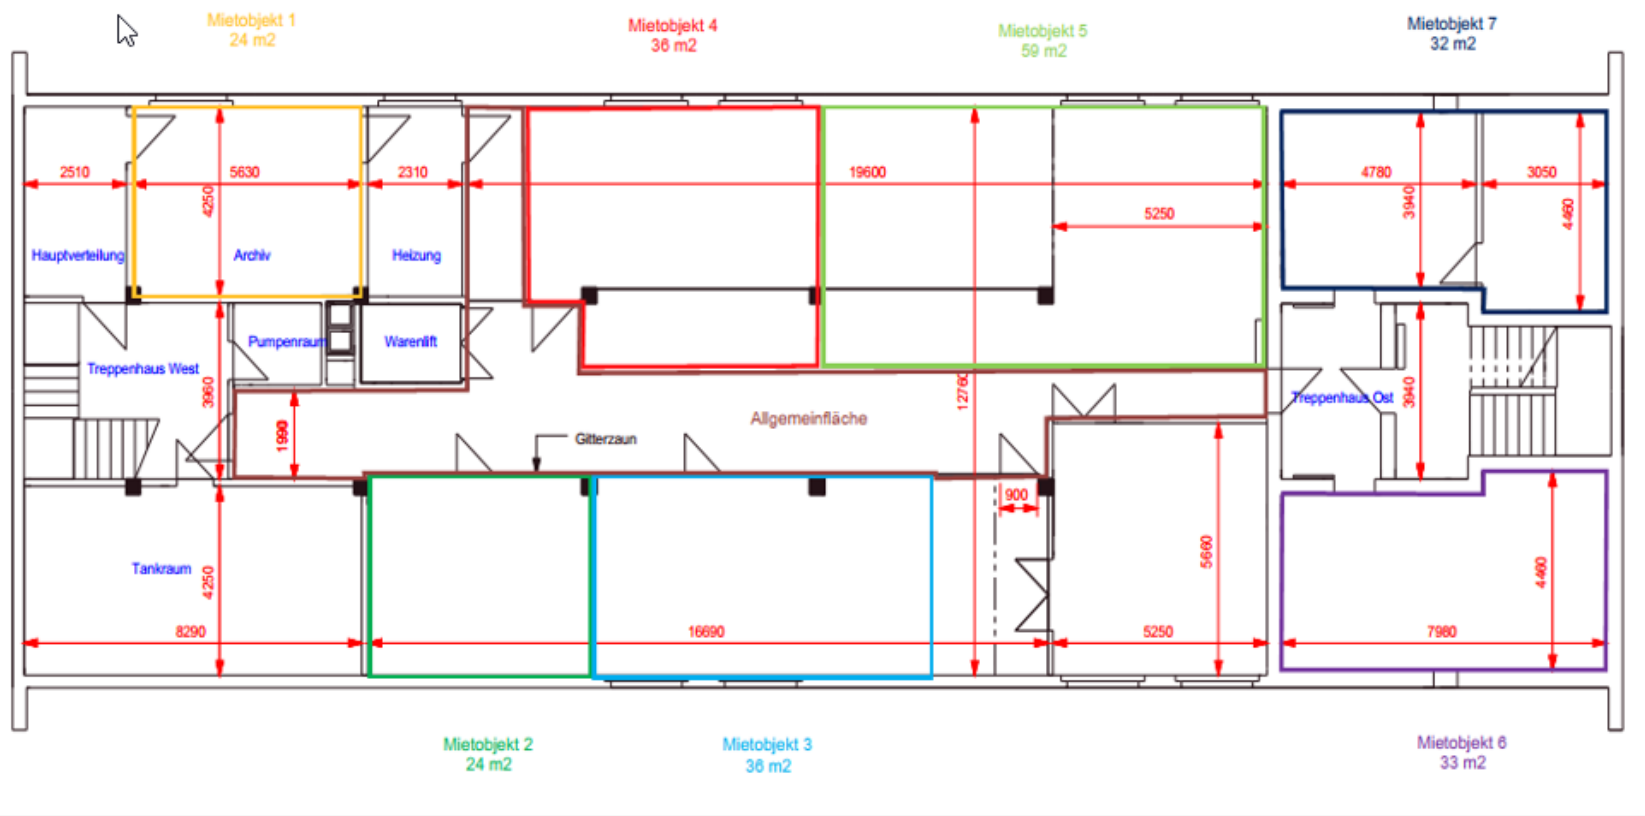 Mietobjekt 1
24 m2
Mietobjekt 4
36 m2
Mietobjekt 5
59 m2
Mietobjekt 7
32 m2
2510
5630
2310
19600
4780
3050
4250
3940
4460
5250
Hauptverteilung
Archiv
Heizung
Pumpenraum
Warenlift
Treppenhaus West
3960
12760
Treppenhaus Ost
3940
Allgemeinfläche
1990
Gitterzaun
900
5660
4460
Tankraum
4250
8290
16690
5250
7980
Mietobjekt 2
24 m2
Mietobjekt 3
36 m2
Mietobjekt 6
33 m2